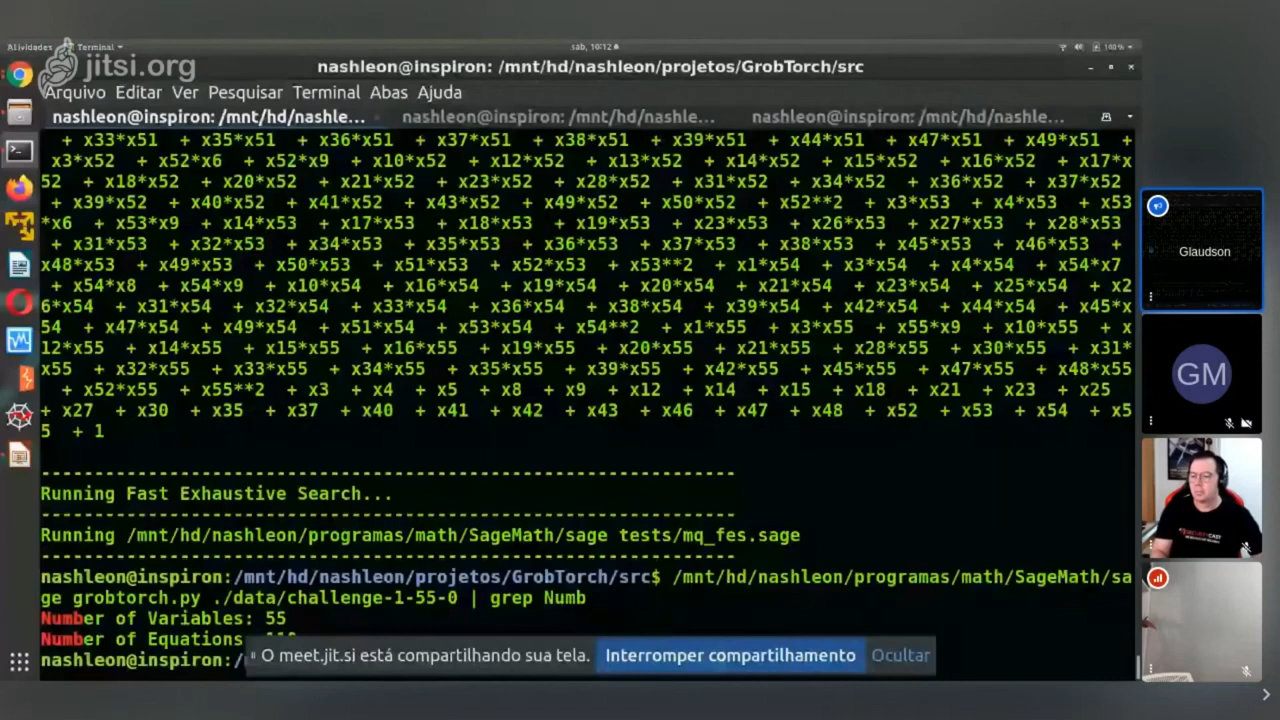 Atividades Terminal sáb, 10:12 100 %
jitsi.org
nashleon@inspiron: /mnt/hd/nashleon/projetos/GrobTorch/src
Arquivo Editar Ver Pesquisar Terminal Abas Ajuda
nashleon@inspiron: /mnt/hd/nashle... nashleon@inspiron: /mnt/hd/nashle... nashleon@inspiron: /mnt/hd/nashle...
+ x33*x51 + x35*x51 + x36*x51 + x37*x51 + x38*x51 + x39*x51 + x44*x51 + x47*x51 + x49*x51 +
x3*x52 + x52*x6 + x52*x9 + x10*x52 + x12*x52 + x13*x52 + x14*x52 + x15*x52 + x16*x52 + x17*x
52 + x18*x52 + x20*x52 + x21*x52 + x23*x52 + x28*x52 + x31*x52 + x34*x52 + x36*x52 + x37*x52
+ x39*x52 + x40*x52 + x41*x52 + x43*x52 + x49*x52 + x50*x52 + x52**2 + x3*x53 + x4*x53 + x53
*x6 + x53*x9 + x14*x53 + x17*x53 + x18*x53 + x19*x53 + x23*x53 + x26*x53 + x27*x53 + x28*x53
+ x31*x53 + x32*x53 + x34*x53 + x35*x53 + x36*x53 + x37*x53 + x38*x53 + x45*x53 + x46*x53 +
x48*x53 + x49*x53 + x50*x53 + x51*x53 + x52*x53 + x53**2 + x1*x54 + x3*x54 + x4*x54 + x54*x7
+ x54*x8 + x54*x9 + x10*x54 + x16*x54 + x19*x54 + x20*x54 + x21*x54 + x23*x54 + x25*x54 + x2
6*x54 + x31*x54 + x32*x54 + x33*x54 + x36*x54 + x38*x54 + x39*x54 + x42*x54 + x44*x54 + x45*x
54 + x47*x54 + x49*x54 + x51*x54 + x53*x54 + x54**2 + x1*x55 + x3*x55 + x55*x9 + x10*x55 + x
12*x55 + x14*x55 + x15*x55 + x16*x55 + x19*x55 + x20*x55 + x21*x55 + x28*x55 + x30*x55 + x31*
x55 + x32*x55 + x33*x55 + x34*x55 + x35*x55 + x39*x55 + x42*x55 + x45*x55 + x47*x55 + x48*x55
+ x52*x55 + x55**2 + x3 + x4 + x5 + x8 + x9 + x12 + x14 + x15 + x18 + x21 + x23 + x25
+ x27 + x30 + x35 + x37 + x40 + x41 + x42 + x43 + x46 + x47 + x48 + x52 + x53 + x54 + x5
5 + 1
------------------------------------------------------------------
Running Fast Exhaustive Search...
------------------------------------------------------------------
Running /mnt/hd/nashleon/programas/math/SageMath/sage tests/mq_fes.sage
------------------------------------------------------------------
nashleon@inspiron:/mnt/hd/nashleon/projetos/GrobTorch/src$ /mnt/hd/nashleon/programas/math/SageMath/sa
ge grobtorch.py ./data/challenge-1-55-0 | grep Numb
Number of Variables: 55
Number of Equations
nashleon@inspiron:/
O meet.jit.si está compartilhando sua tela. Interromper compartilhamento Ocultar
Glaudson
GM